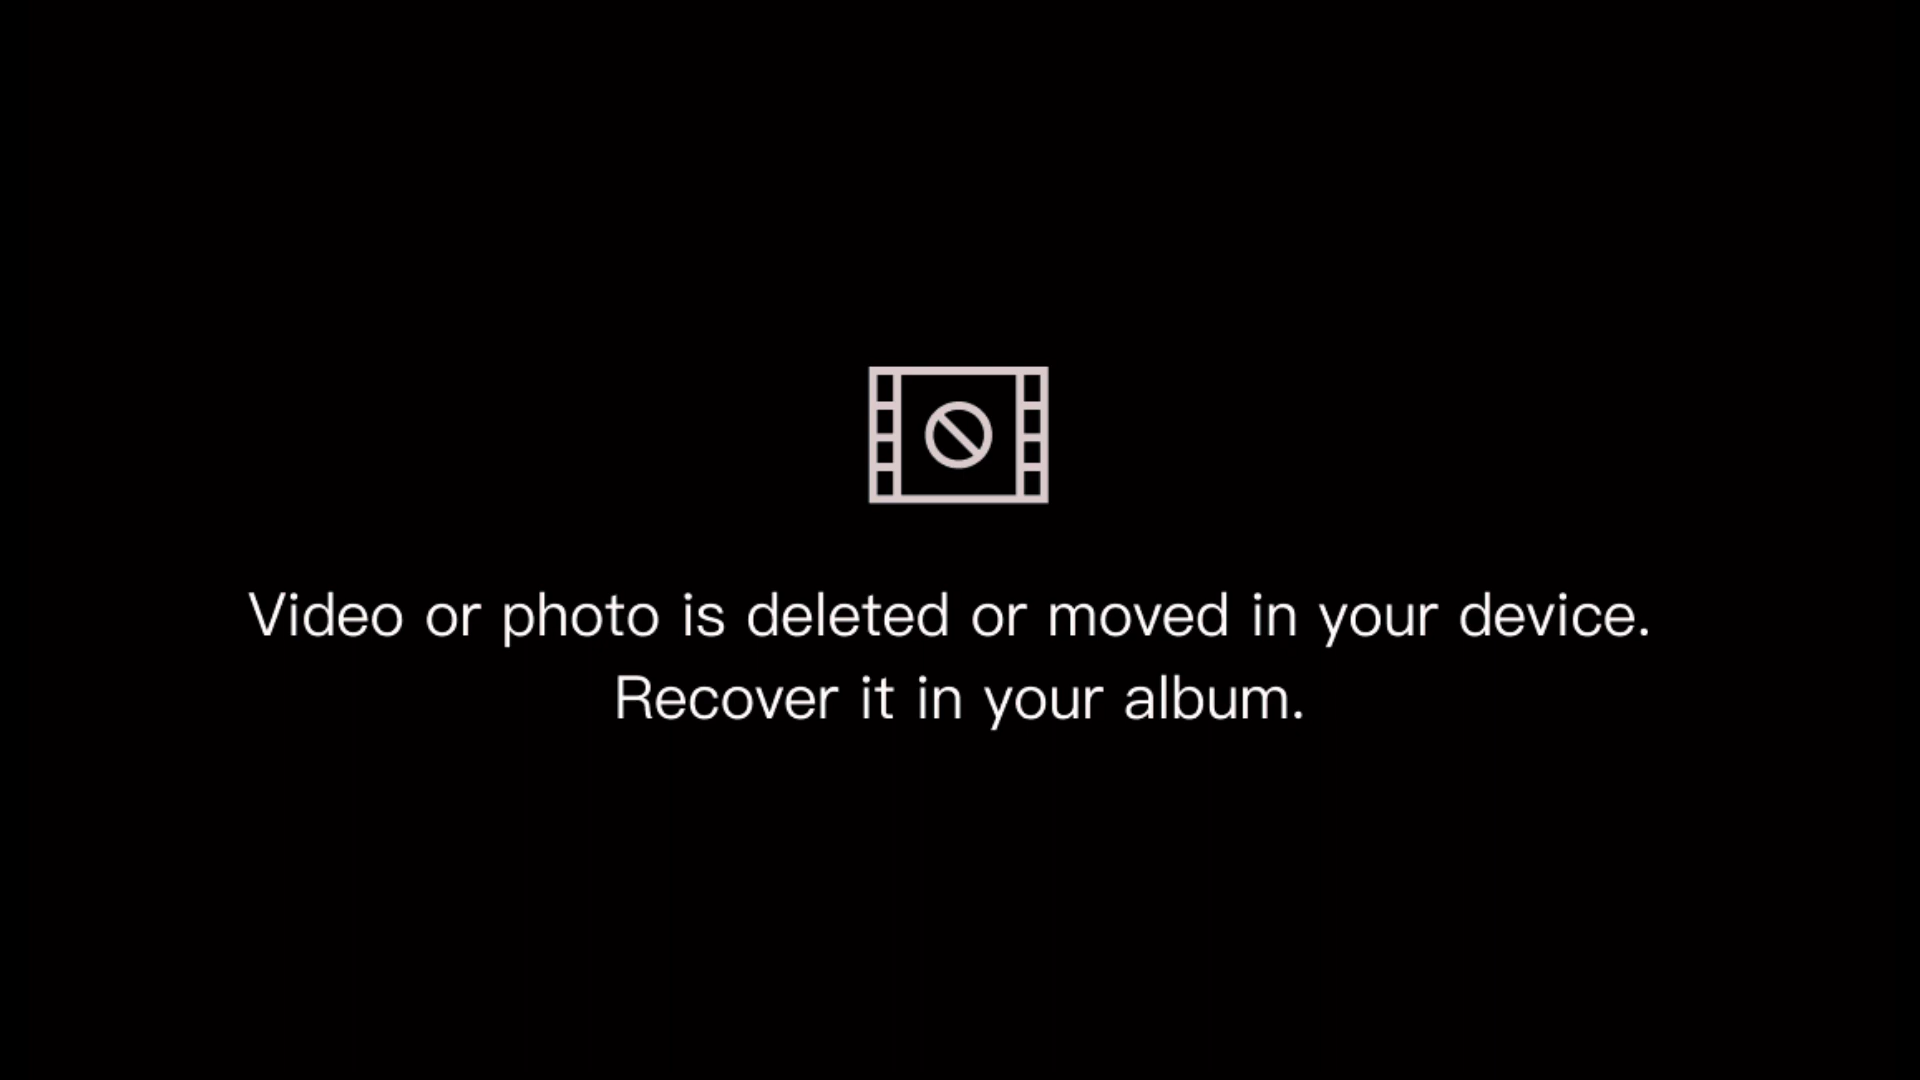 Video or photo is deleted or moved in your device.
Recover it in your album.